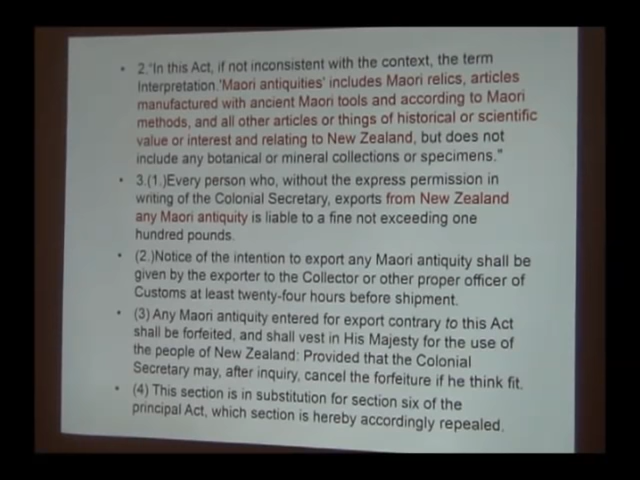 • 2."In this Act, if not inconsistent with the context, the term
Interpretation.'Maori antiquities' includes Maori relics, articles
manufactured with ancient Maori tools and according to Maori
methods, and all other articles or things of historical or scientific
value or interest and relating to New Zealand, but does not
include any botanical or mineral collections or specimens."
• 3.(1.)Every person who, without the express permission in
writing of the Colonial Secretary, exports from New Zealand
any Maori antiquity is liable to a fine not exceeding one
hundred pounds.
• (2.)Notice of the intention to export any Maori antiquity shall be
given by the exporter to the Collector or other proper officer of
Customs at least twenty-four hours before shipment.
• (3) Any Maori antiquity entered for export contrary to this Act
shall be forfeited, and shall vest in His Majesty for the use of
the people of New Zealand: Provided that the Colonial
Secretary may, after inquiry, cancel the forfeiture if he think fit.
• (4) This section is in substitution for section six of the
principal Act, which section is hereby accordingly repealed.